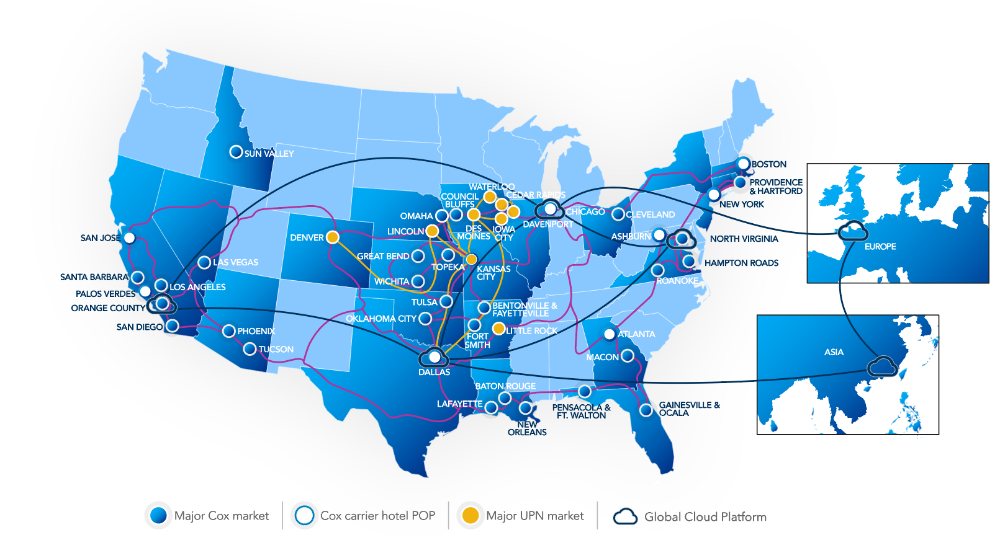 SUN VALLEY
BOSTON
PROVIDENCE
& HARTFORD
NEW YORK
WATERLOO
CEDAR RAPIDS
COUNCIL
BLUFFS
OMAHA
CHICAGO
CLEVELAND
DAVENPORT
DES
MOINES
IOWA
CITY
LINCOLN
DENVER
SAN JOSE
ASHBURN
NORTH VIRGINIA
EUROPE
GREAT BEND
TOPEKA
KANSAS
CITY
LAS VEGAS
HAMPTON ROADS
ROANOKE
SANTA BARBARA
LOS ANGELES
WICHITA
PALOS VERDES
ORANGE COUNTY
TULSA
BENTONVILLE &
FAYETTEVILLE
SAN DIEGO
OKLAHOMA CITY
PHOENIX
FORT
SMITH
LITTLE ROCK
ATLANTA
TUCSON
MACON
ASIA
DALLAS
BATON ROUGE
LAFAYETTE
NEW
ORLEANS
PENSACOLA &
FT. WALTON
GAINESVILLE &
OCALA
Major Cox market
Cox carrier hotel POP
Major UPN market
Global Cloud Platform